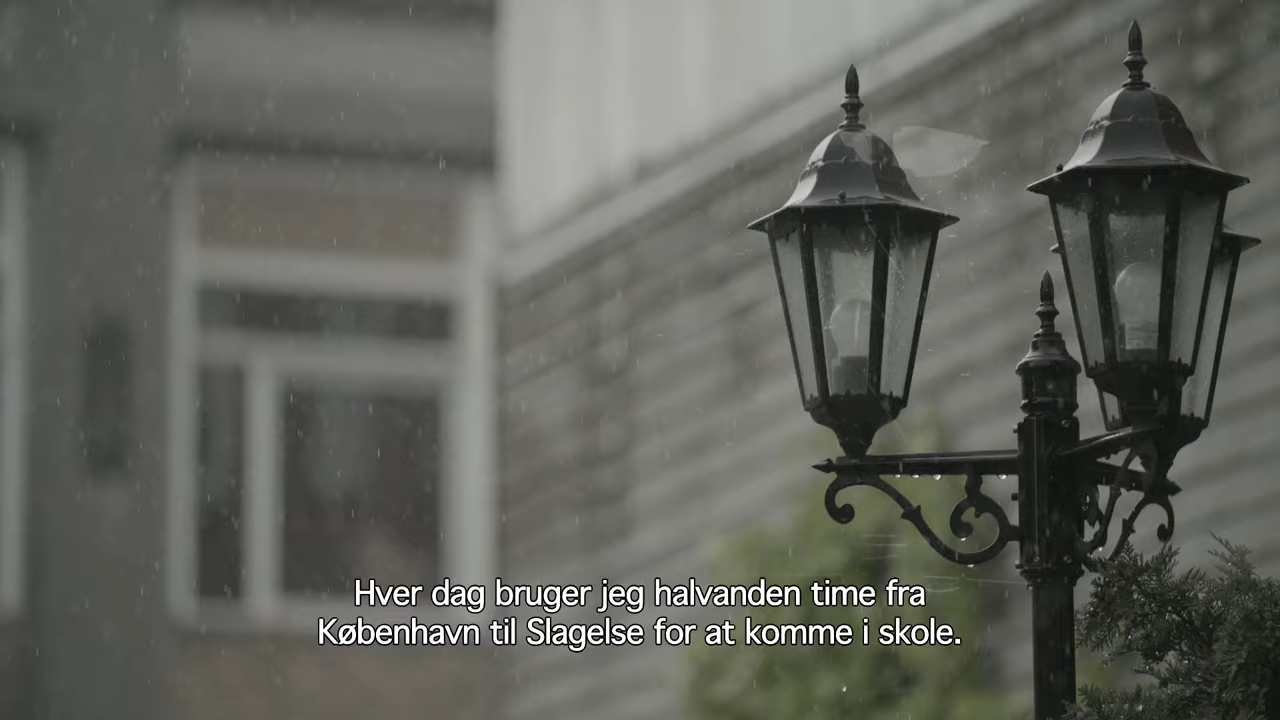 Hver dag bruger jeg halvanden time fra
København til Slagelse for at komme i skole.